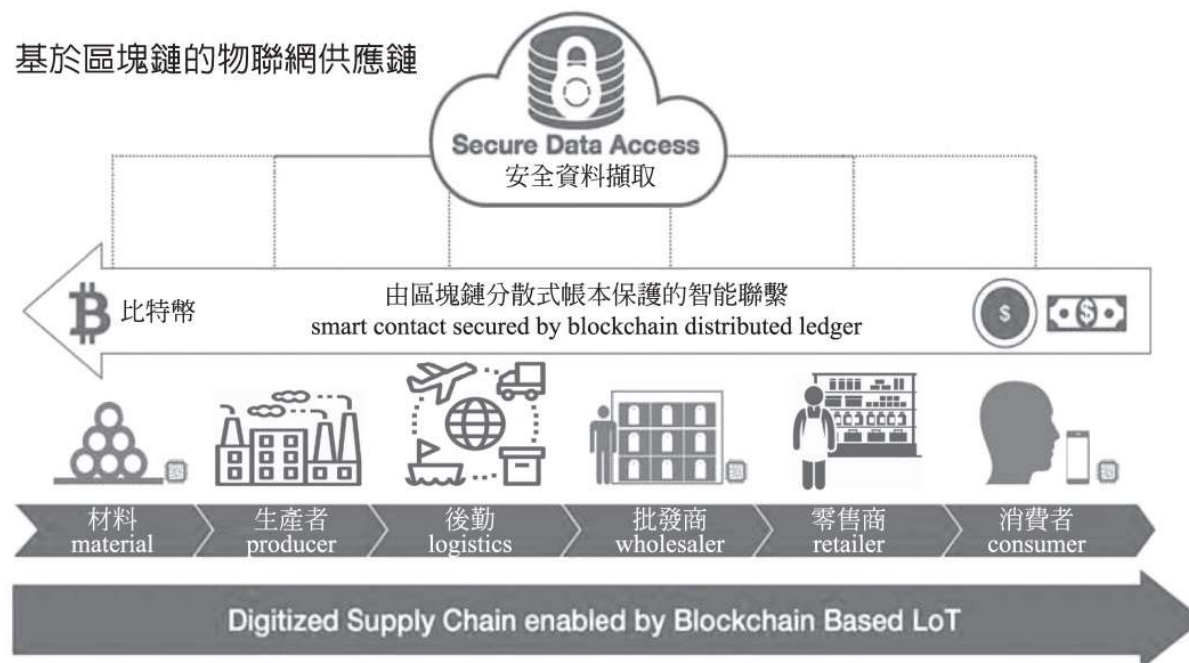 基於區塊鏈的物聯網供應鏈
Secure Data Access
安全資料擷取
比特幣
由區塊鏈分散式帳本保護的智能聯繫
smart contact secured by blockchain distributed ledger
$
$
材料
material
生產者
producer
後勤
logistics
批發商
wholesaler
零售商
retailer
消費者
consumer
Digitized Supply Chain enabled by Blockchain Based LoT